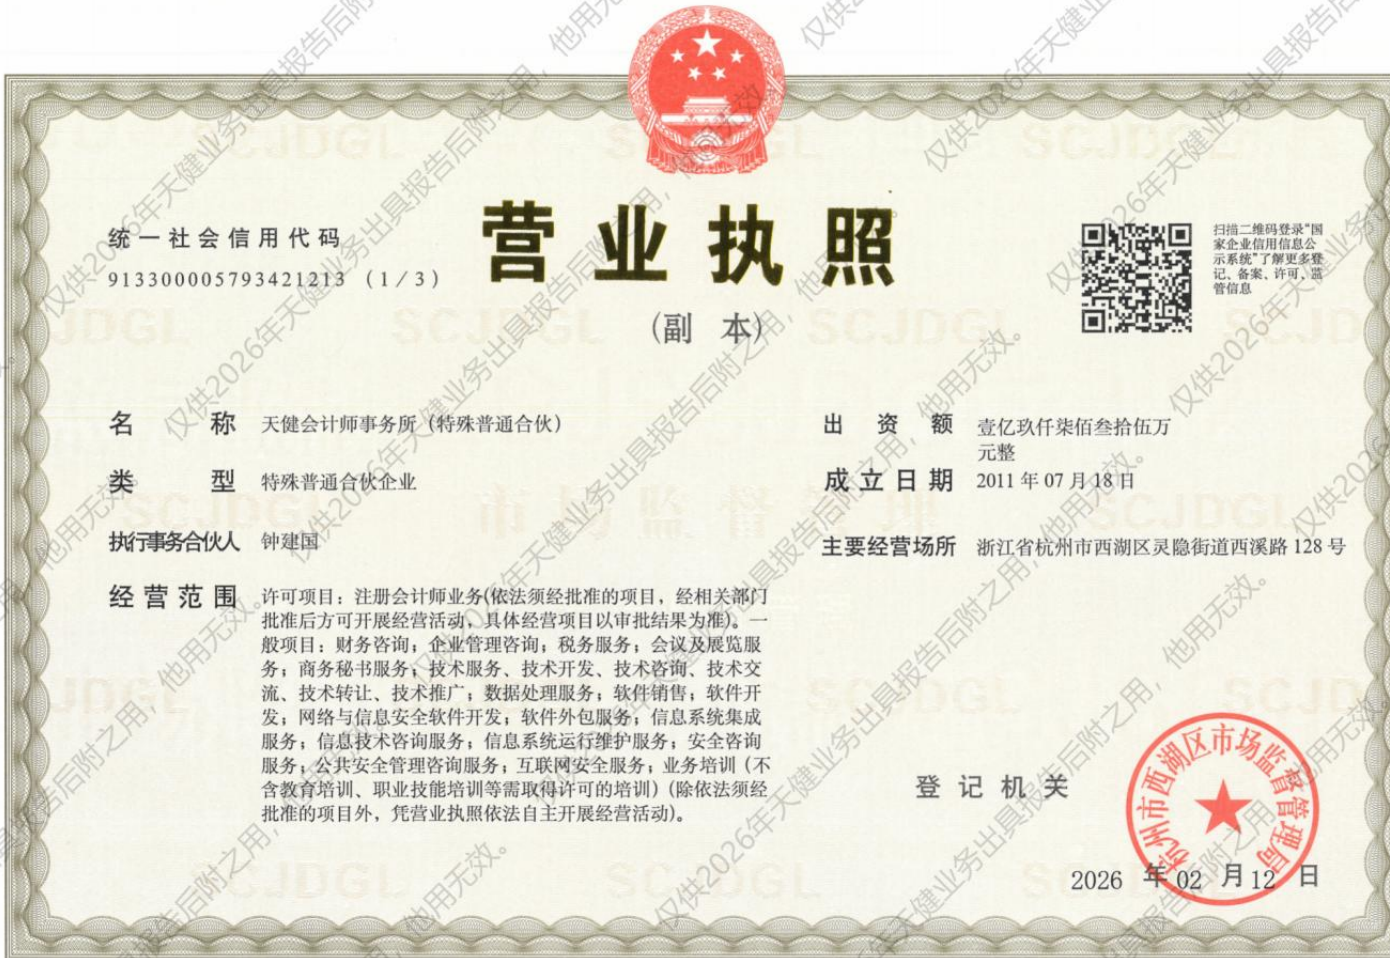 营业执照
(副 本)
统一社会信用代码
913300005793421213 (1/3)
扫描二维码登录"国
家企业信用信息公
示系统"了解更多登
记、备案、许可、监
管信息
名 称 天健会计师事务所（特殊普通合伙）
类 型 特殊普通合伙企业
执行事务合伙人 钟建国
经营范围 许可项目：注册会计师业务(依法须经批准的项目，经相关部门
批准后方可开展经营活动，具体经营项目以审批结果为准)。一
般项目：财务咨询；企业管理咨询；税务服务；会议及展览服
务；商务秘书服务；技术服务、技术开发、技术咨询、技术交
流、技术转让、技术推广；数据处理服务；软件销售；软件开
发；网络与信息安全软件开发；软件外包服务；信息系统集成
服务；信息技术咨询服务；信息系统运行维护服务；安全咨询
服务；公共安全管理咨询服务；互联网安全服务；业务培训（不
含教育培训、职业技能培训等需取得许可的培训）(除依法须经
批准的项目外，凭营业执照依法自主开展经营活动)。
出 资 额 壹亿玖仟柒佰叁拾伍万
元整
成立日期 2011年07月18日
主要经营场所 浙江省杭州市西湖区灵隐街道西溪路128号
登记机关
杭州市西湖区市场监督管理局
2026 年 02 月 12 日
仅供2026年天健业务出具报告后附之用，他用无效。
SCJDGL
市场监督管理